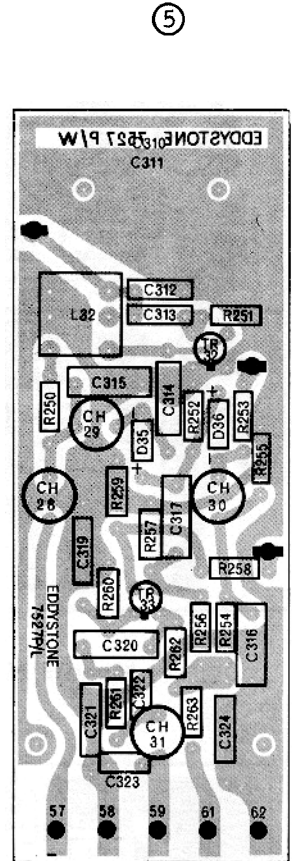 5
EDDYSTONE 7527 P/W
C310
C311
C312
L82
C313
R251
TR 32
C315
C314
R250
CH 29
D35
R252
D36
R253
R255
CH 28
R259
C317
CH 30
R257
C319
R258
R260
TR 33
EDDYSTONE
7527P/L
C320
R262
R256
R254
C316
C321
R261
C322
CH 31
R263
C324
C323
57 58 59 61 62